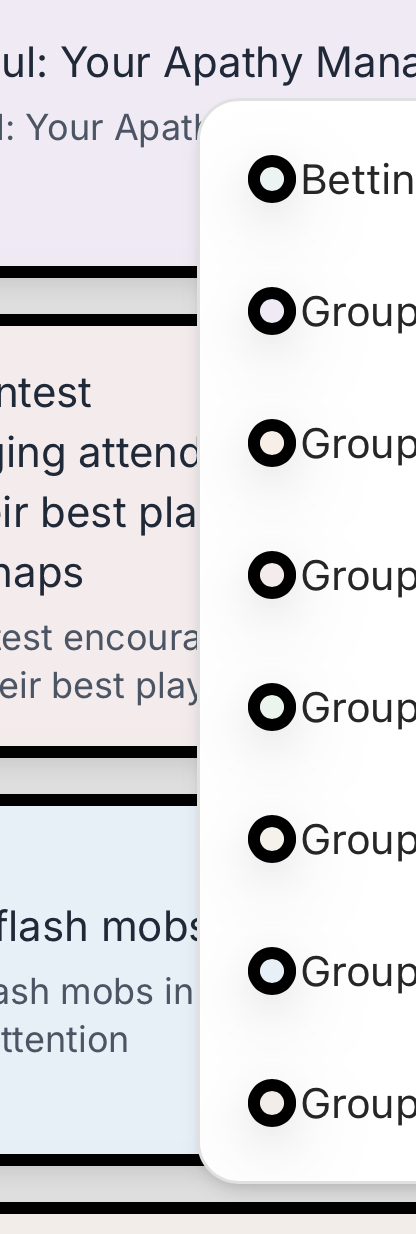 ul: Your Apathy Mana
l: Your Apath
Bettin
Group
ntest
Group
ging attend
eir best pla
naps
Group
test encoura
eir best play
Group
Group
flash mobs
ash mobs in
Group
ttention
Group